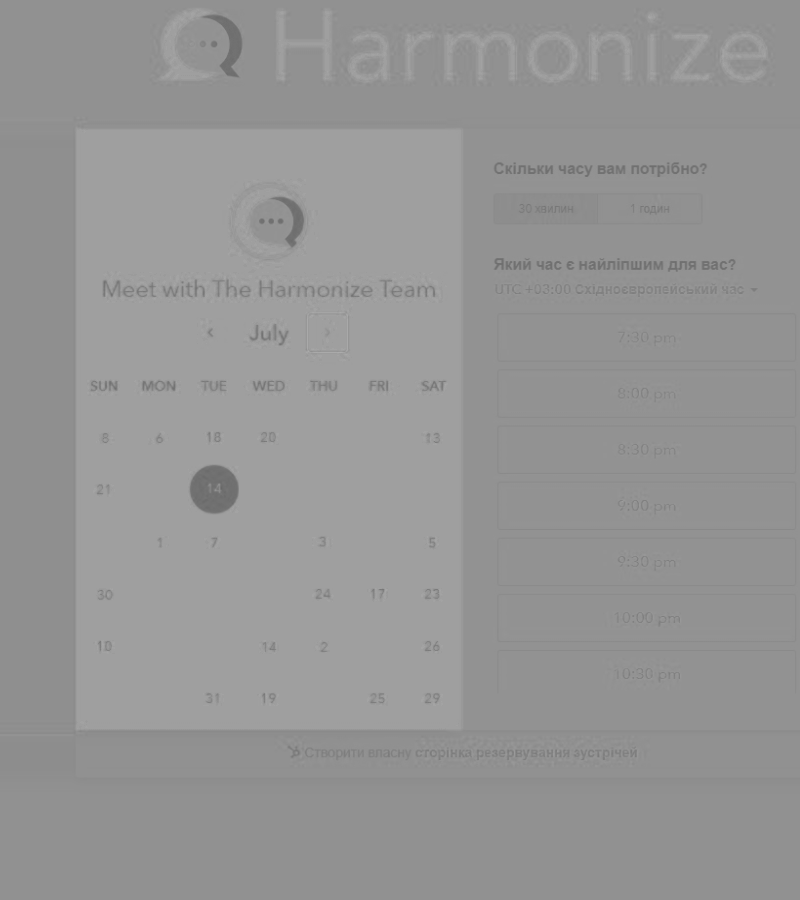 Harmonize
Meet with The Harmonize Team
‹ July ›
SUN MON TUE WED THU FRI SAT
8 6 18 20 13
21 14
1 7 3 5
30 24 17 23
10 14 2 26
31 19 25 29
Скільки часу вам потрібно?
30 хвилин 1 годин
Який час є найліпшим для вас?
UTC +03:00 Східноєвропейський час
7:30 pm
8:00 pm
8:30 pm
9:00 pm
9:30 pm
10:00 pm
10:30 pm
Створити власну сторінка резервування зустрічей